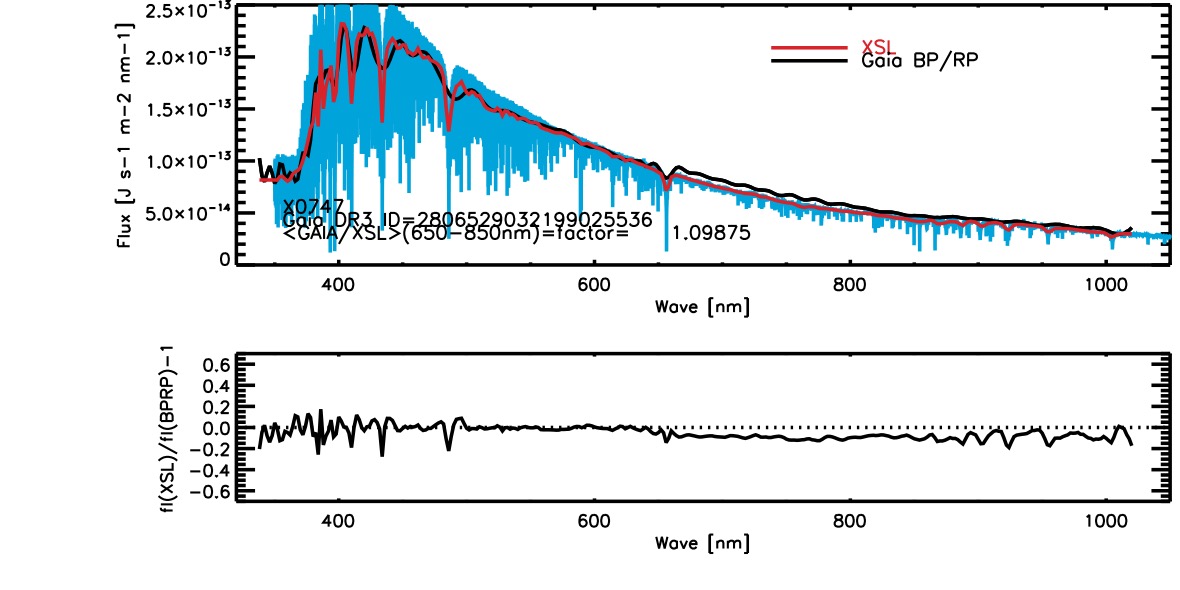 2.5×10−13
2.0×10−13
1.5×10−13
1.0×10−13
5.0×10−14
0
Flux [J s−1 m−2 nm−1]
XSL
Gaia BP/RP
X0747
Gaia DR3 ID=2806529032199025536
<GAIA/XSL>(650−850nm)=factor= 1.09875
400 600 800 1000
Wave [nm]
0.6
0.4
0.2
0.0
−0.2
−0.4
−0.6
fl(XSL)/fl(BPRP)−1
400 600 800 1000
Wave [nm]